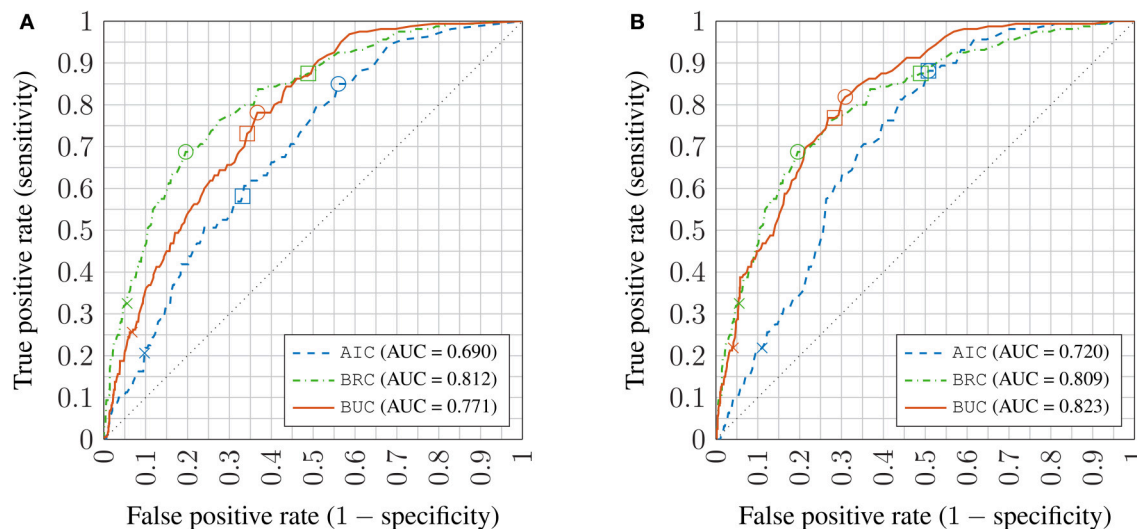 A
True positive rate (sensitivity)
1
0.9
0.8
0.7
0.6
0.5
0.4
0.3
0.2
0.1
0
AIC (AUC = 0.690)
BRC (AUC = 0.812)
BUC (AUC = 0.771)
0 0.1 0.2 0.3 0.4 0.5 0.6 0.7 0.8 0.9 1
False positive rate (1 − specificity)
B
True positive rate (sensitivity)
1
0.9
0.8
0.7
0.6
0.5
0.4
0.3
0.2
0.1
0
AIC (AUC = 0.720)
BRC (AUC = 0.809)
BUC (AUC = 0.823)
0 0.1 0.2 0.3 0.4 0.5 0.6 0.7 0.8 0.9 1
False positive rate (1 − specificity)